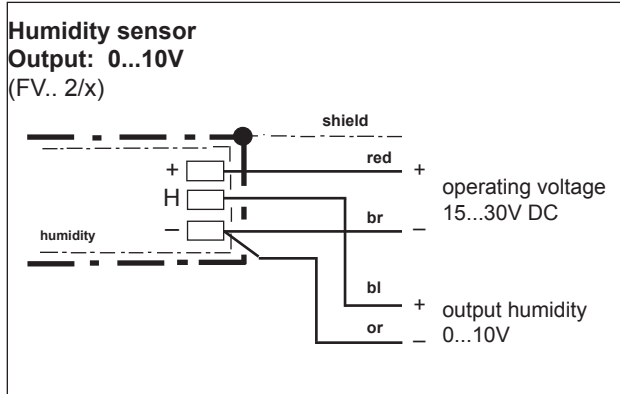 Humidity sensor
Output: 0...10V
(FV.. 2/x)
shield
red
+
+
operating voltage
15...30V DC
H
br
–
–
humidity
bl
+
output humidity
0...10V
or
–